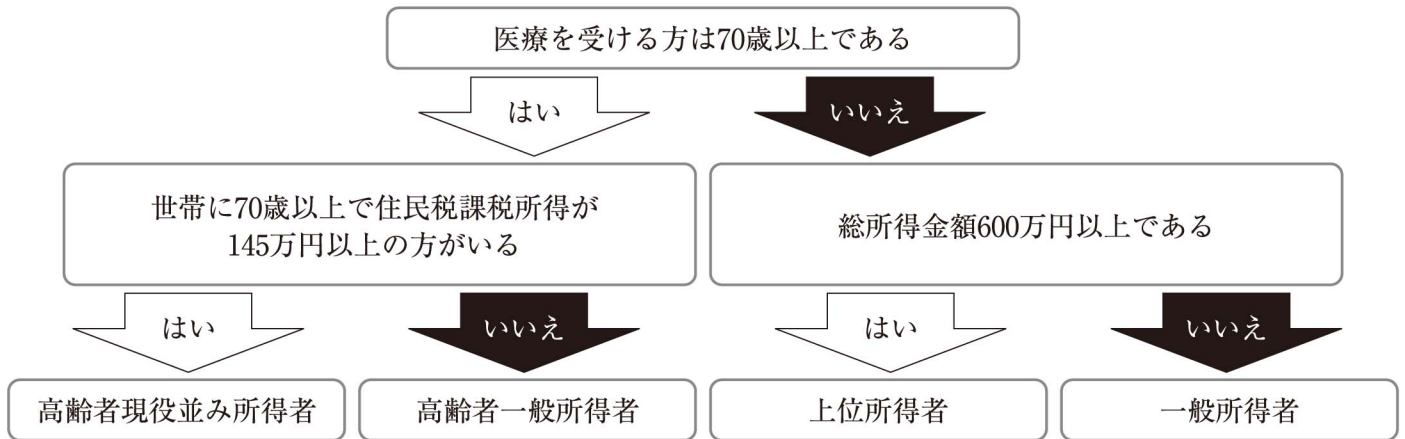 医療を受ける方は70歳以上である
はい
いいえ
世帯に70歳以上で住民税課税所得が
145万円以上の方がいる
総所得金額600万円以上である
はい
いいえ
はい
いいえ
高齢者現役並み所得者
高齢者一般所得者
上位所得者
一般所得者